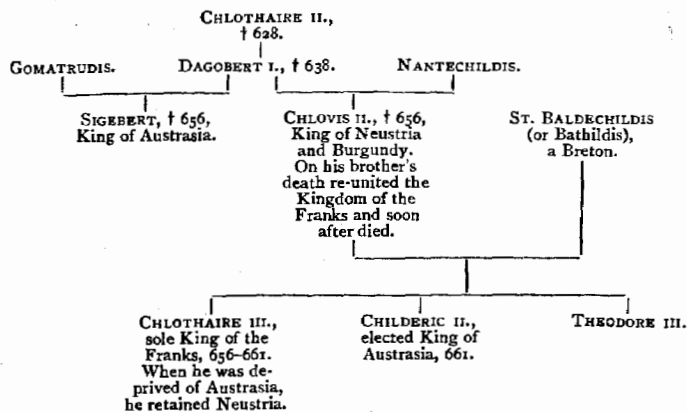 CHLOTHAIRE II.,
† 628.
GOMATRUDIS. DAGOBERT I., † 638. NANTECHILDIS.
SIGEBERT, † 656,
King of Austrasia.
CHLOVIS II., † 656,
King of Neustria
and Burgundy.
On his brother's
death re-united the
Kingdom of the
Franks and soon
after died.
ST. BALDECHILDIS
(or Bathildis),
a Breton.
CHLOTHAIRE III.,
sole King of the
Franks, 656–661.
When he was de-
prived of Austrasia,
he retained Neustria.
CHILDERIC II.,
elected King of
Austrasia, 661.
THEODORE III.